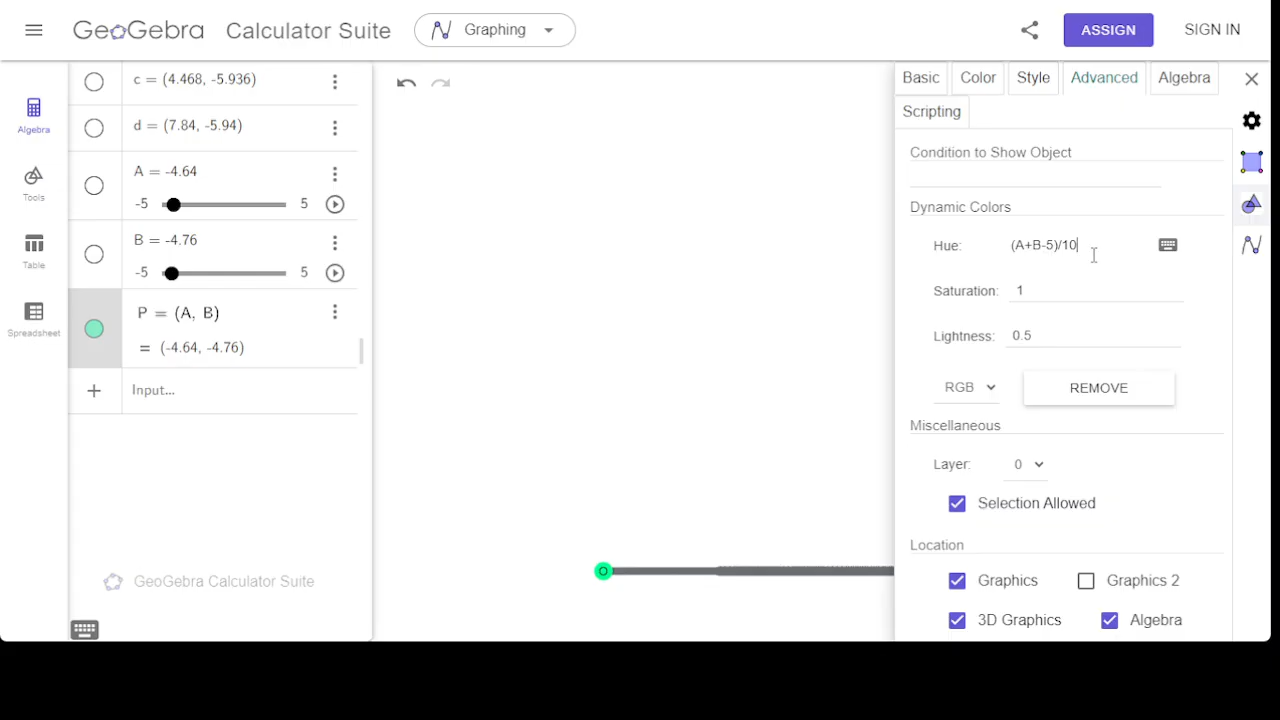 GeoGebra Calculator Suite Graphing ASSIGN SIGN IN
Algebra
Tools
Table
Spreadsheet
c = (4.468, -5.936)
d = (7.84, -5.94)
A = -4.64
-5 5
B = -4.76
-5 5
P = (A, B)
= (-4.64, -4.76)
+ Input...
GeoGebra Calculator Suite
Basic Color Style Advanced Algebra
Scripting
Condition to Show Object
Dynamic Colors
Hue: (A+B-5)/10
Saturation: 1
Lightness: 0.5
RGB REMOVE
Miscellaneous
Layer: 0
Selection Allowed
Location
Graphics Graphics 2
3D Graphics Algebra